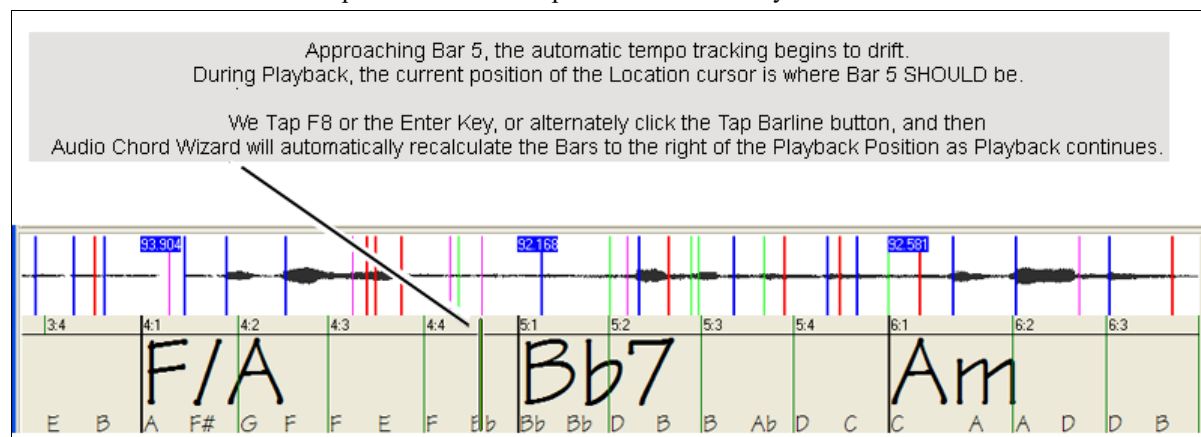 Approaching Bar 5, the automatic tempo tracking begins to drift.
During Playback, the current position of the Location cursor is where Bar 5 SHOULD be.
We Tap F8 or the Enter Key, or alternately click the Tap Barline button, and then
Audio Chord Wizard will automatically recalculate the Bars to the right of the Playback Position as Playback continues.
93.904 92.168 92.581
3:4 4:1 4:2 4:3 4:4 5:1 5:2 5:3 5:4 6:1 6:2 6:3
F/A Bb7 Am
E B A F# G F F E F Bb Bb Bb D B B Ab D C C A A D D B